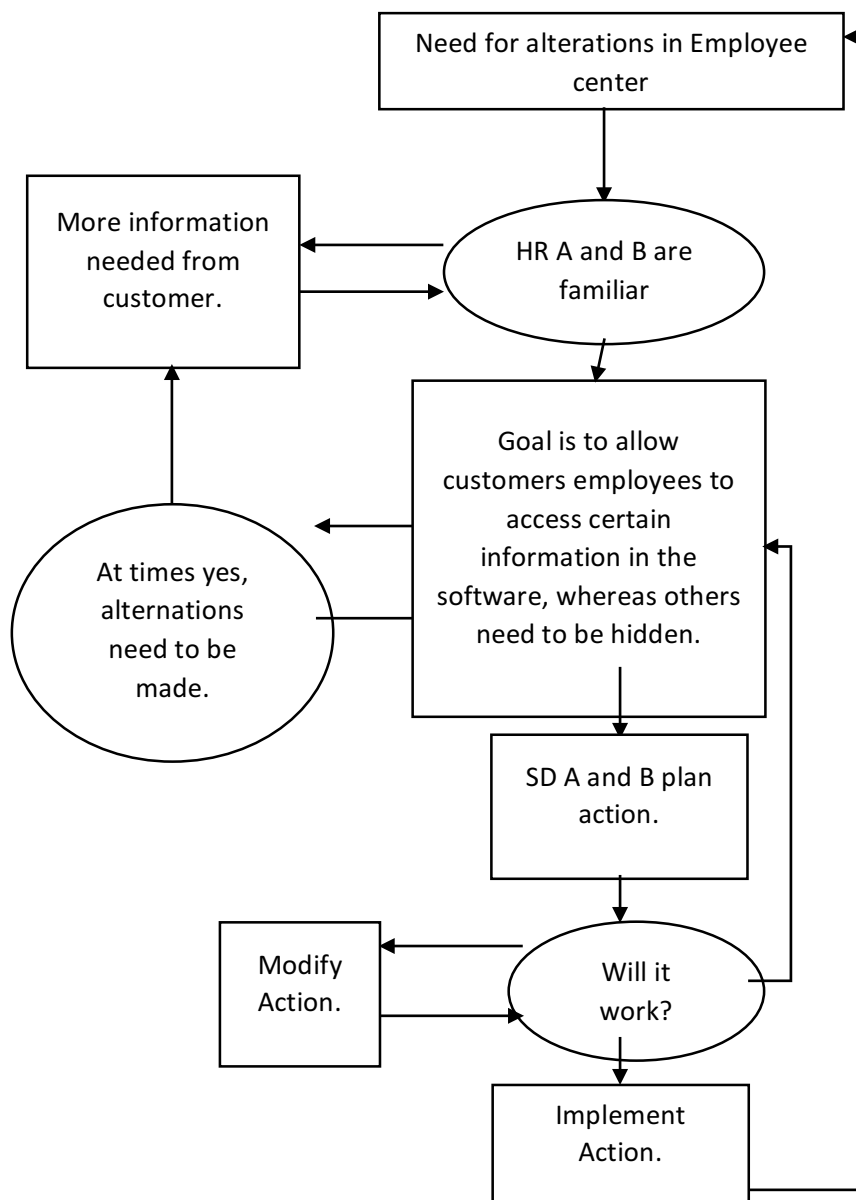 Need for alterations in Employee
center
More information
needed from
customer.
HR A and B are
familiar
Goal is to allow
customers employees to
access certain
information in the
software, whereas others
need to be hidden.
At times yes,
alternations
need to be
made.
SD A and B plan
action.
Modify
Action.
Will it
work?
Implement
Action.